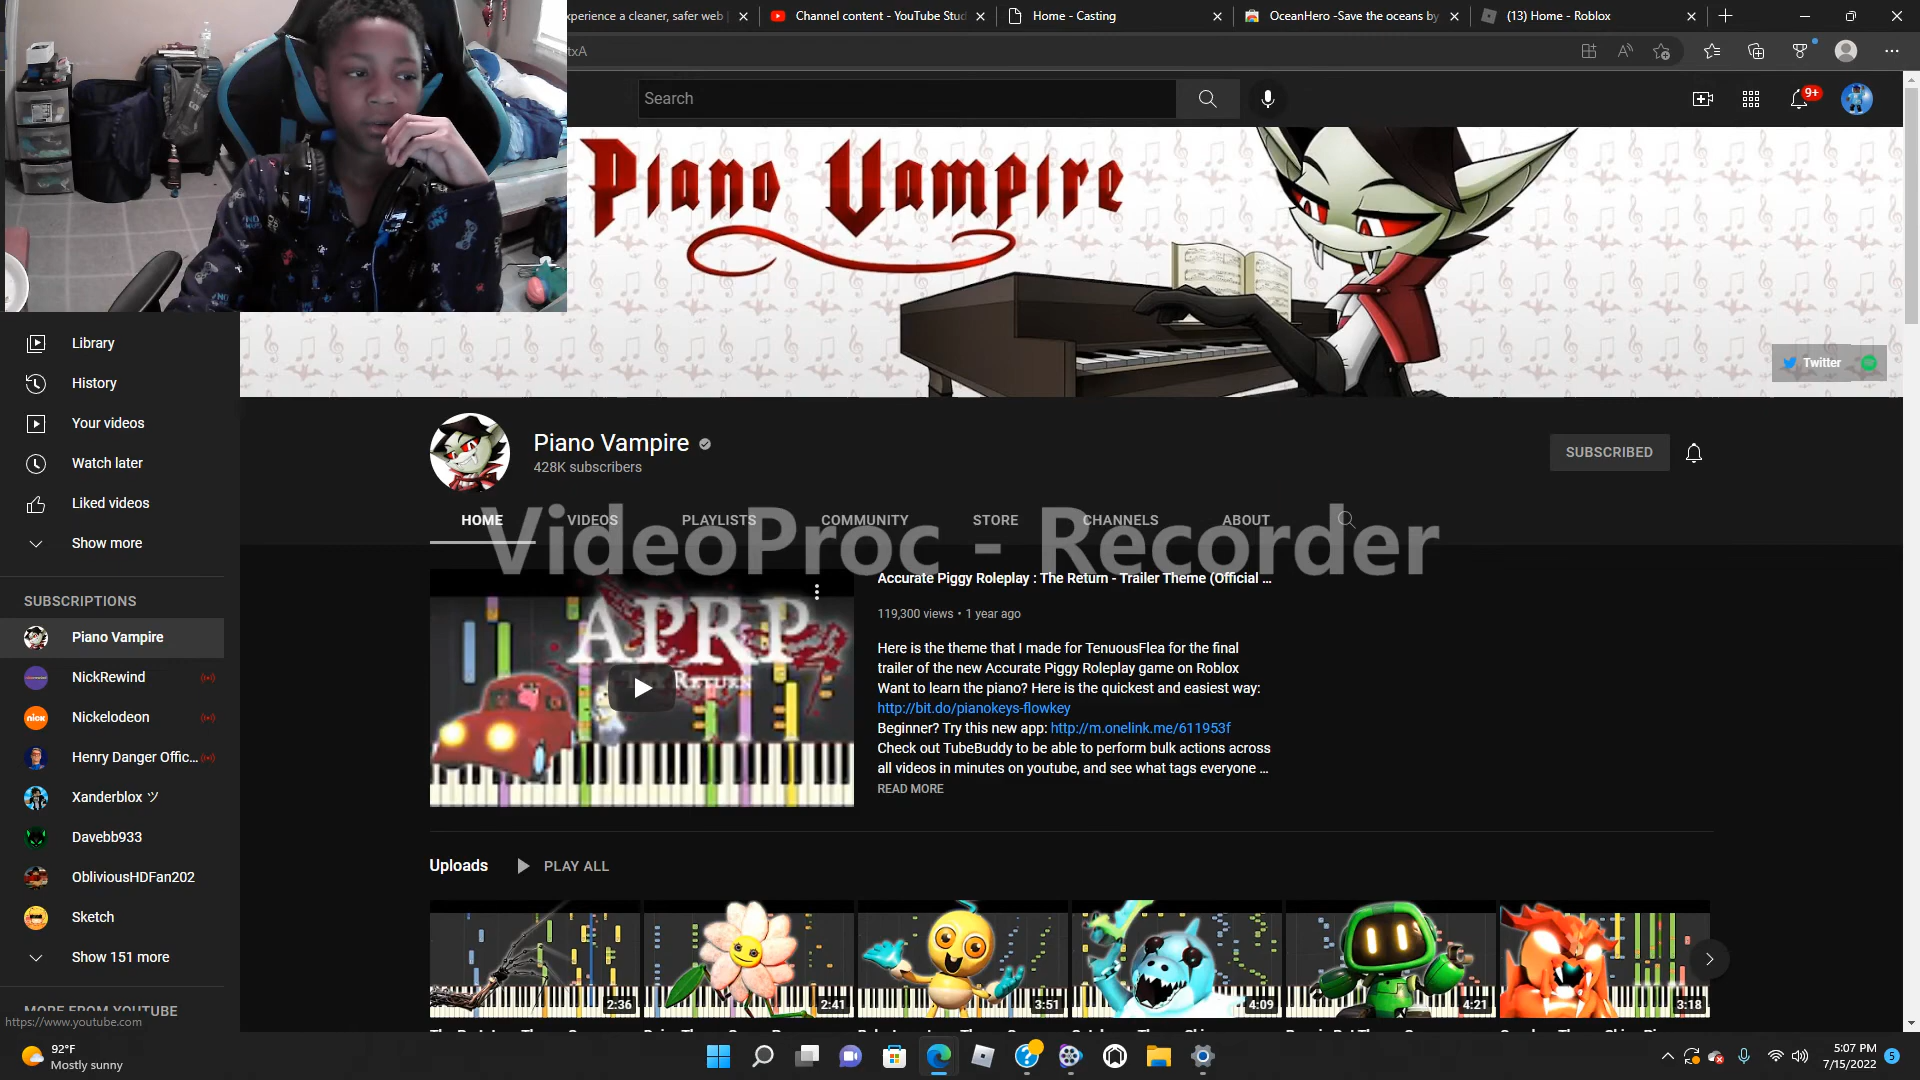 xperience a cleaner, safer web
Channel content - YouTube Stud
Home - Casting
OceanHero -Save the oceans by
(13) Home - Roblox
txA
Search
9+
Piano Vampire
Twitter
Library
History
Your videos
Watch later
Liked videos
Show more
SUBSCRIPTIONS
Piano Vampire
NickRewind
nick
Nickelodeon
Henry Danger Offic...
Xanderblox ツ
Davebb933
ObliviousHDFan202
Sketch
Show 151 more
MORE FROM YOUTUBE
https://www.youtube.com
Piano Vampire
428K subscribers
SUBSCRIBED
HOME VIDEOS PLAYLISTS COMMUNITY STORE CHANNELS ABOUT
VideoProc - Recorder
APRP
Return
Accurate Piggy Roleplay : The Return - Trailer Theme (Official ...
119,300 views • 1 year ago
Here is the theme that I made for TenuousFlea for the final
trailer of the new Accurate Piggy Roleplay game on Roblox
Want to learn the piano? Here is the quickest and easiest way:
http://bit.do/pianokeys-flowkey
Beginner? Try this new app: http://m.onelink.me/611953f
Check out TubeBuddy to be able to perform bulk actions across
all videos in minutes on youtube, and see what tags everyone ...
READ MORE
Uploads PLAY ALL
2:36
2:41
3:51
4:09
4:21
3:18
92°F
Mostly sunny
5:07 PM
7/15/2022
5